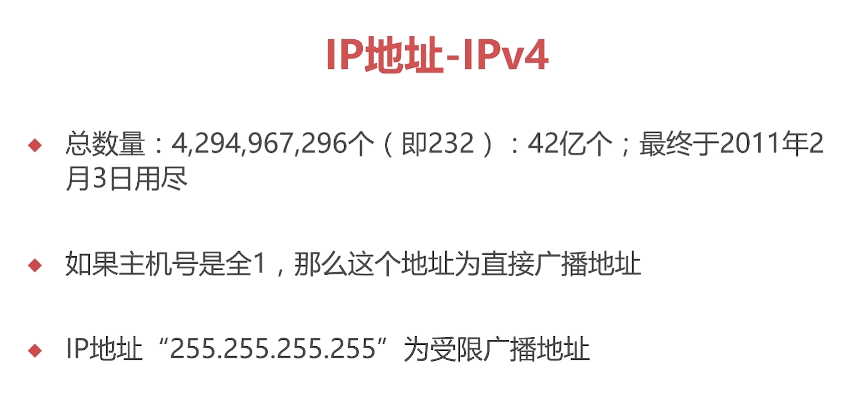 IP地址-IPv4
总数量：4,294,967,296个（即232）：42亿个；最终于2011年2
月3日用尽
如果主机号是全1，那么这个地址为直接广播地址
IP地址“255.255.255.255”为受限广播地址